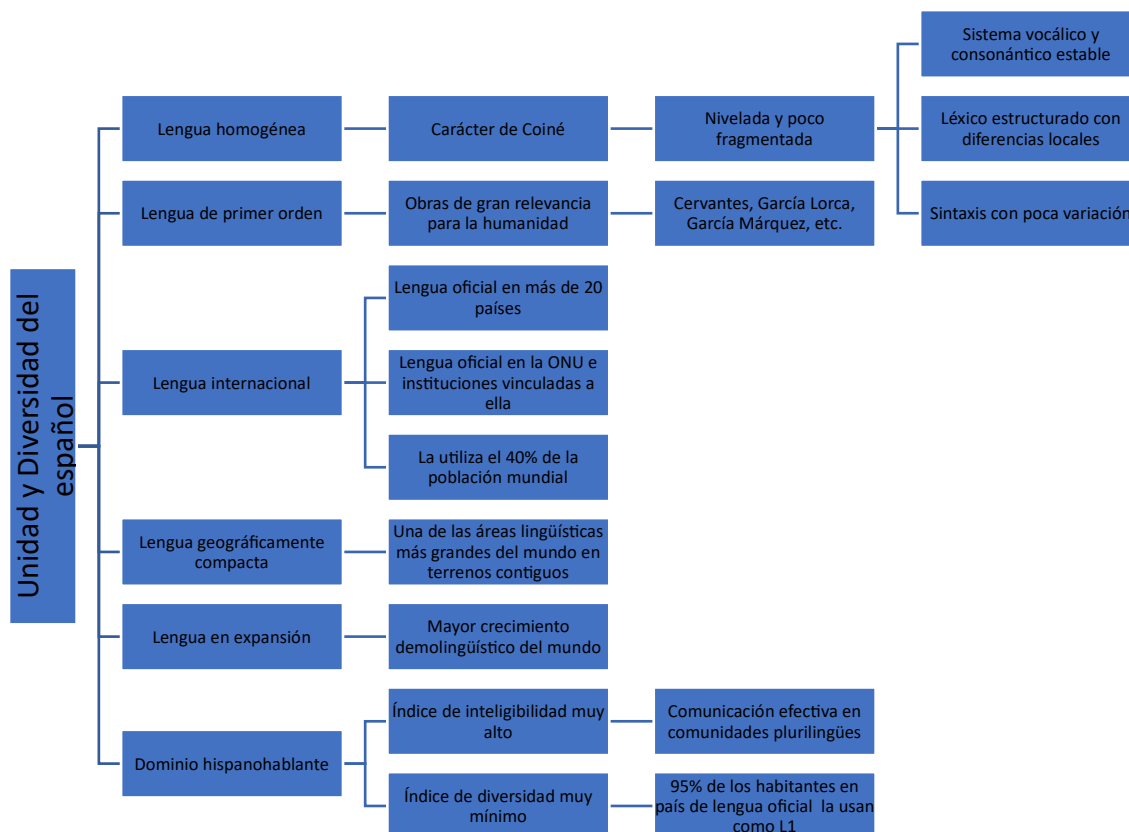 Unidad y Diversidad del
español
Lengua homogénea
Carácter de Coiné
Nivelada y poco
fragmentada
Sistema vocálico y
consonántico estable
Léxico estructurado con
diferencias locales
Sintaxis con poca variación
Lengua de primer orden
Obras de gran relevancia
para la humanidad
Cervantes, García Lorca,
García Márquez, etc.
Lengua internacional
Lengua oficial en más de 20
países
Lengua oficial en la ONU e
instituciones vinculadas a
ella
La utiliza el 40% de la
población mundial
Lengua geográficamente
compacta
Una de las áreas lingüísticas
más grandes del mundo en
terrenos contiguos
Lengua en expansión
Mayor crecimiento
demolingüístico del mundo
Dominio hispanohablante
Índice de inteligibilidad muy
alto
Comunicación efectiva en
comunidades plurilingües
Índice de diversidad muy
mínimo
95% de los habitantes en
país de lengua oficial la usan
como L1